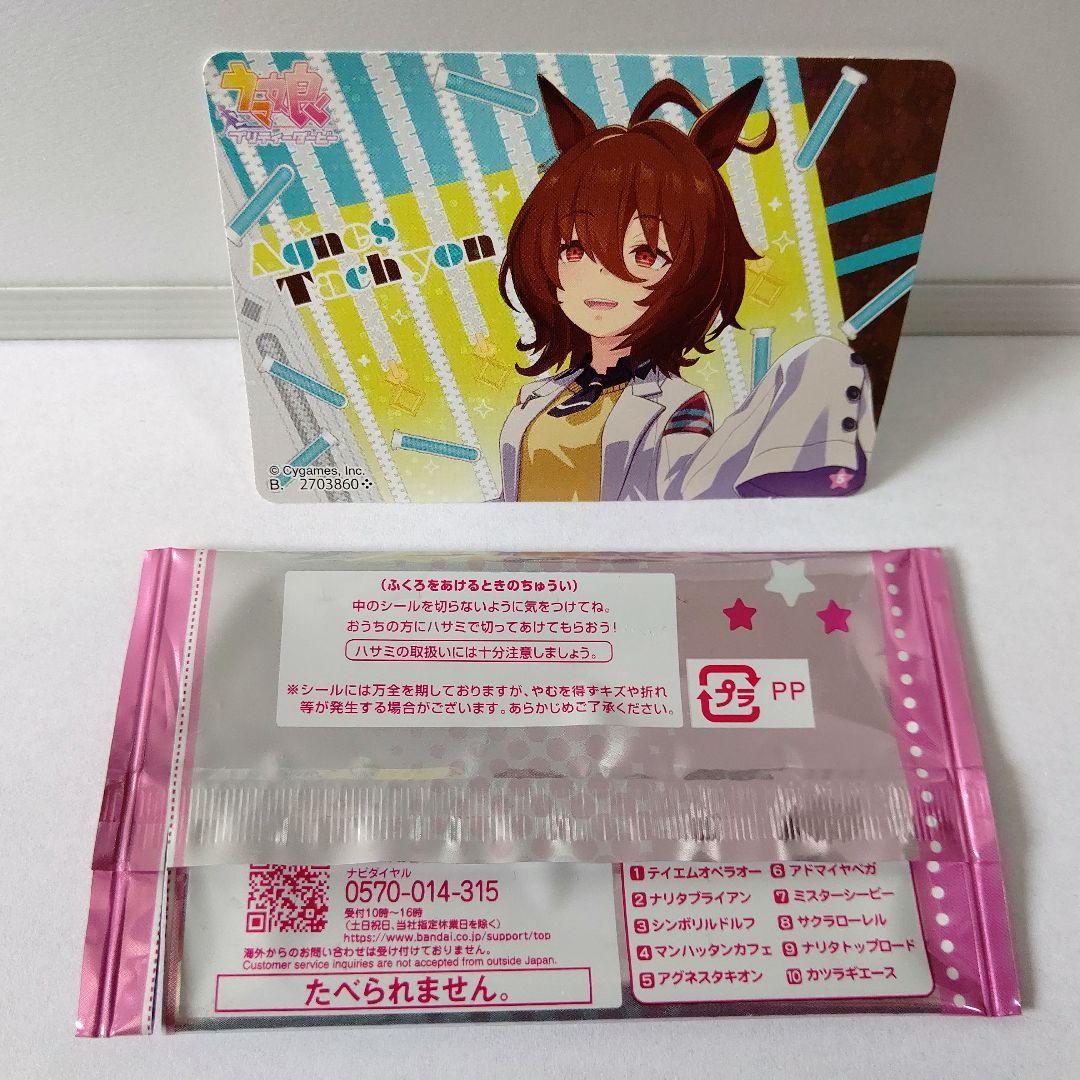 ウマ娘
プリティーダービー
Agnes
Tachyon
© Cygames, Inc.
B. 2703860
5
(ふくろをあけるときのちゅうい)
中のシールを切らないように気をつけてね。
おうちの方にハサミで切ってあけてもらおう!
ハサミの取扱いには十分注意しましょう。
※シールには万全を期しておりますが、やむを得ずキズや折れ
等が発生する場合がございます。あらかじめご了承ください。
プラ PP
ナビダイヤル
0570-014-315
受付10時〜16時
(土日祝日、当社指定休業日を除く)
https://www.bandai.co.jp/support/top
海外からのお問い合わせは受け付けておりません。
Customer service inquiries are not accepted from outside Japan.
たべられません。
1 テイエムオペラオー 6 アドマイヤベガ
2 ナリタブライアン 7 ミスターシービー
3 シンボリルドルフ 8 サクラローレル
4 マンハッタンカフェ 9 ナリタトップロード
5 アグネスタキオン 10 カツラギエース